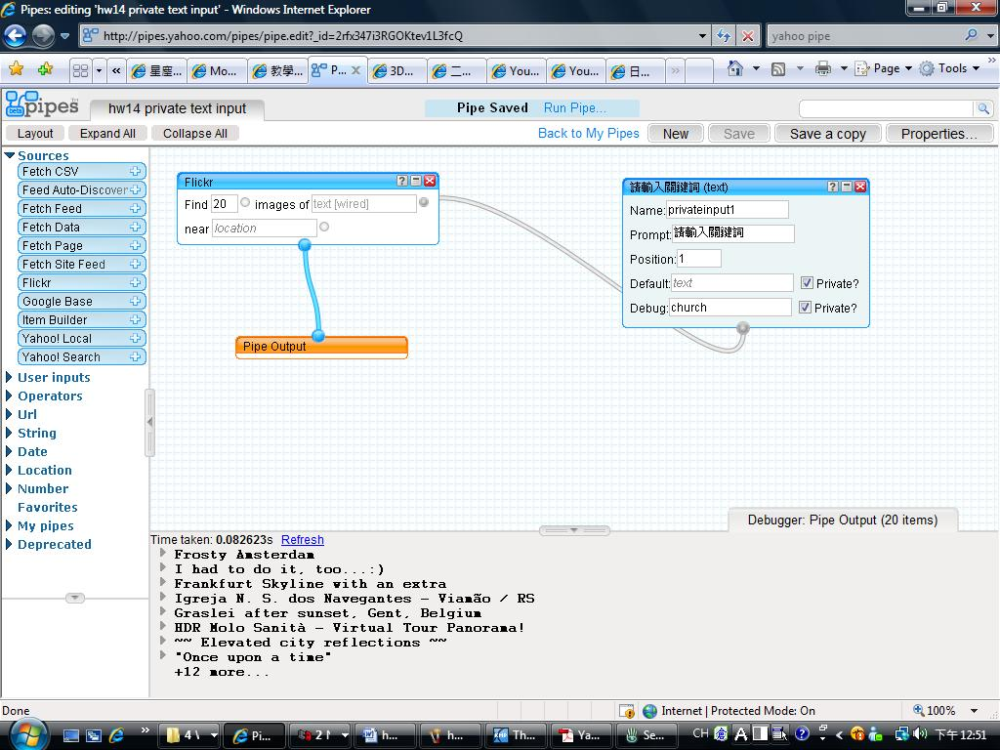 Pipes: editing 'hw14 private text input' - Windows Internet Explorer
http://pipes.yahoo.com/pipes/pipe.edit?_id=2rfx347i3RGOKtev1L3fcQ
yahoo pipe
星座...
Mo...
教學...
P...
3D...
二...
You...
You...
日...
Page
Tools
pipes
beta
hw14 private text input
Pipe Saved Run Pipe...
Layout Expand All Collapse All
Back to My Pipes New Save Save a copy Properties...
Sources
Fetch CSV
Feed Auto-Discover
Fetch Feed
Fetch Data
Fetch Page
Fetch Site Feed
Flickr
Google Base
Item Builder
Yahoo! Local
Yahoo! Search
User inputs
Operators
Url
String
Date
Location
Number
Favorites
My pipes
Deprecated
Flickr
Find 20 images of text [wired]
near location
Pipe Output
請輸入關鍵詞 (text)
Name: privateinput1
Prompt: 請輸入關鍵詞
Position: 1
Default: text Private?
Debug: church Private?
Debugger: Pipe Output (20 items)
Time taken: 0.082623s Refresh
Frosty Amsterdam
I had to do it, too...:)
Frankfurt Skyline with an extra
Igreja N. S. dos Navegantes - Viamão / RS
Graslei after sunset, Gent, Belgium
HDR Molo Sanità - Virtual Tour Panorama!
~~ Elevated city reflections ~~
"Once upon a time"
+12 more...
Done
Internet | Protected Mode: On
100%
4 \
Pi...
2 ⌈
h...
h...
Th...
Ya...
Se...
CH
下午 12:51